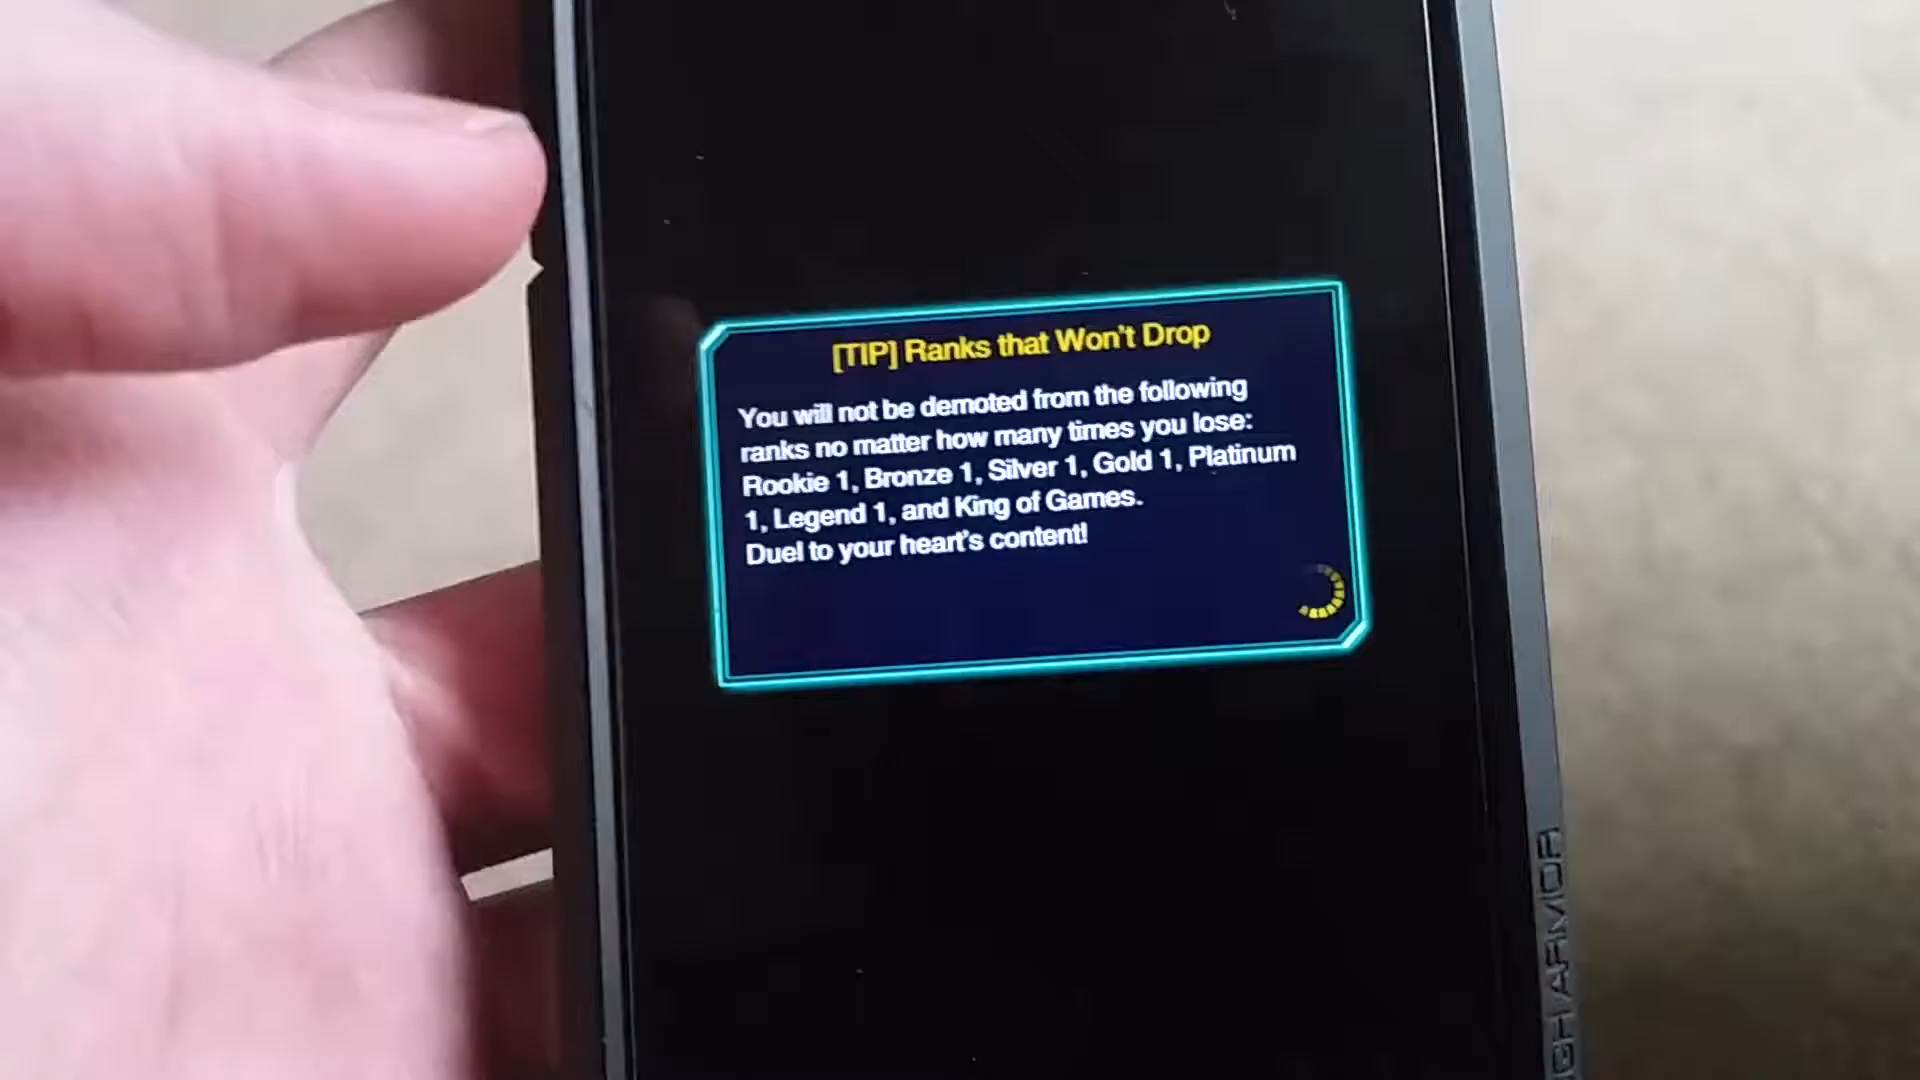 [TIP] Ranks that Won't Drop
You will not be demoted from the following
ranks no matter how many times you lose:
Rookie 1, Bronze 1, Silver 1, Gold 1, Platinum
1, Legend 1, and King of Games.
Duel to your heart's content!
ARMOR